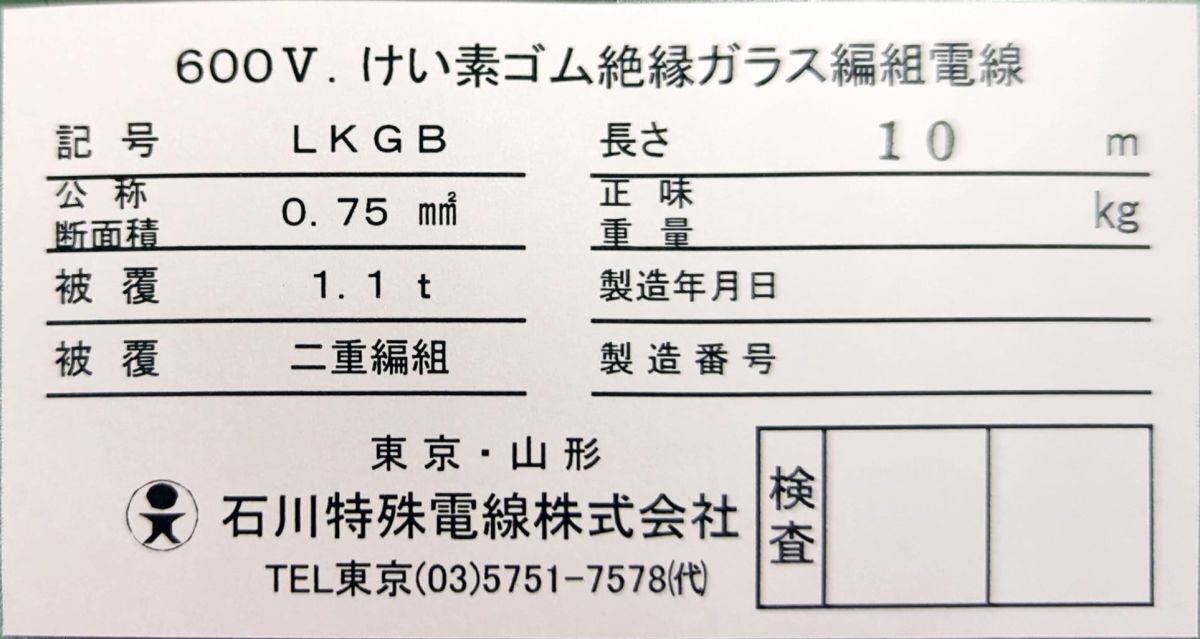 600V. けい素ゴム絶縁ガラス編組電線
記号 LKGB
公称断面積 0.75 ㎟
被覆 1.1t
被覆 二重編組
長さ 10 m
正味重量 kg
製造年月日
製造番号
東京・山形
石川特殊電線株式会社
TEL東京(03)5751-7578㈹
検査